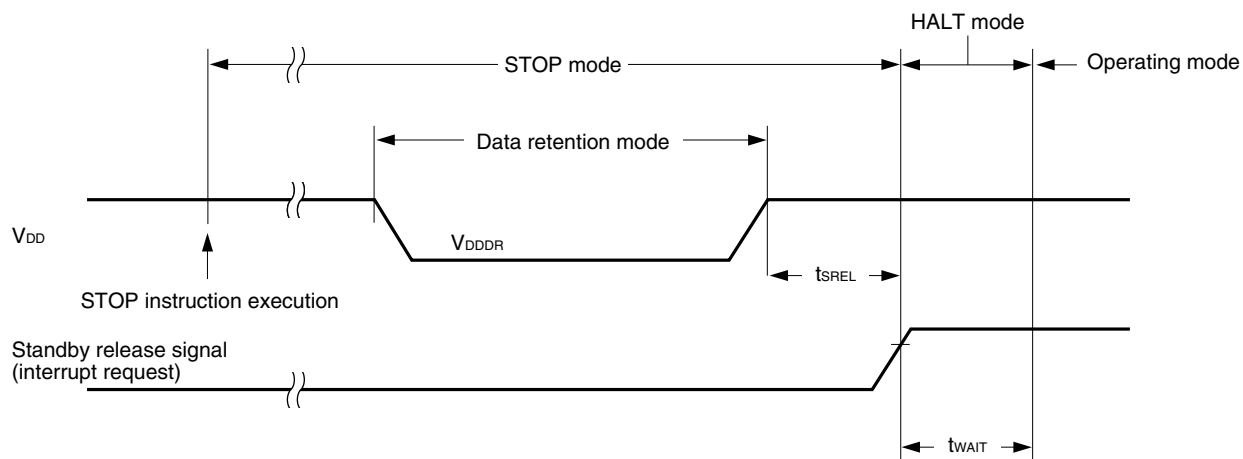 HALT mode
STOP mode
Operating mode
Data retention mode
VDD
VDDDR
tSREL
STOP instruction execution
Standby release signal
(interrupt request)
tWAIT